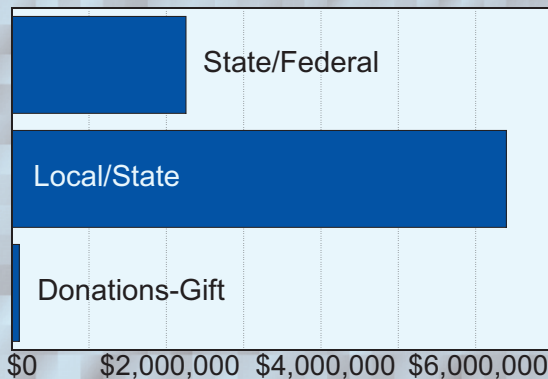 State/Federal
Local/State
Donations-Gift
$0 $2,000,000 $4,000,000 $6,000,000